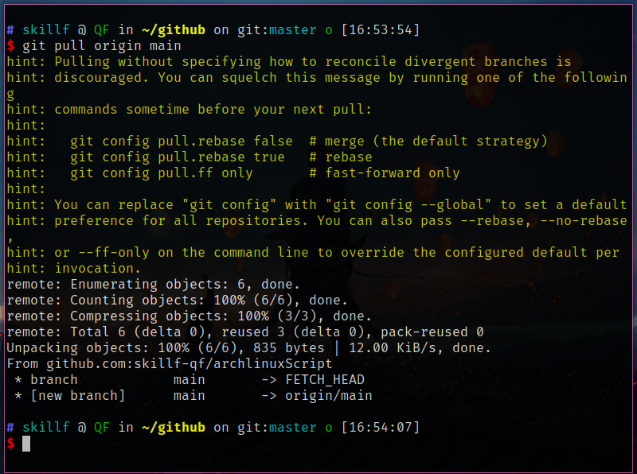 # skillf @ QF in ~/github on git:master o [16:53:54]
$ git pull origin main
hint: Pulling without specifying how to reconcile divergent branches is
hint: discouraged. You can squelch this message by running one of the followin
g
hint: commands sometime before your next pull:
hint:
hint:   git config pull.rebase false  # merge (the default strategy)
hint:   git config pull.rebase true   # rebase
hint:   git config pull.ff only       # fast-forward only
hint:
hint: You can replace "git config" with "git config --global" to set a default
hint: preference for all repositories. You can also pass --rebase, --no-rebase
,
hint: or --ff-only on the command line to override the configured default per
hint: invocation.
remote: Enumerating objects: 6, done.
remote: Counting objects: 100% (6/6), done.
remote: Compressing objects: 100% (3/3), done.
remote: Total 6 (delta 0), reused 3 (delta 0), pack-reused 0
Unpacking objects: 100% (6/6), 835 bytes | 12.00 KiB/s, done.
From github.com:skillf-qf/archlinuxScript
 * branch            main       -> FETCH_HEAD
 * [new branch]      main       -> origin/main
# skillf @ QF in ~/github on git:master o [16:54:07]
$